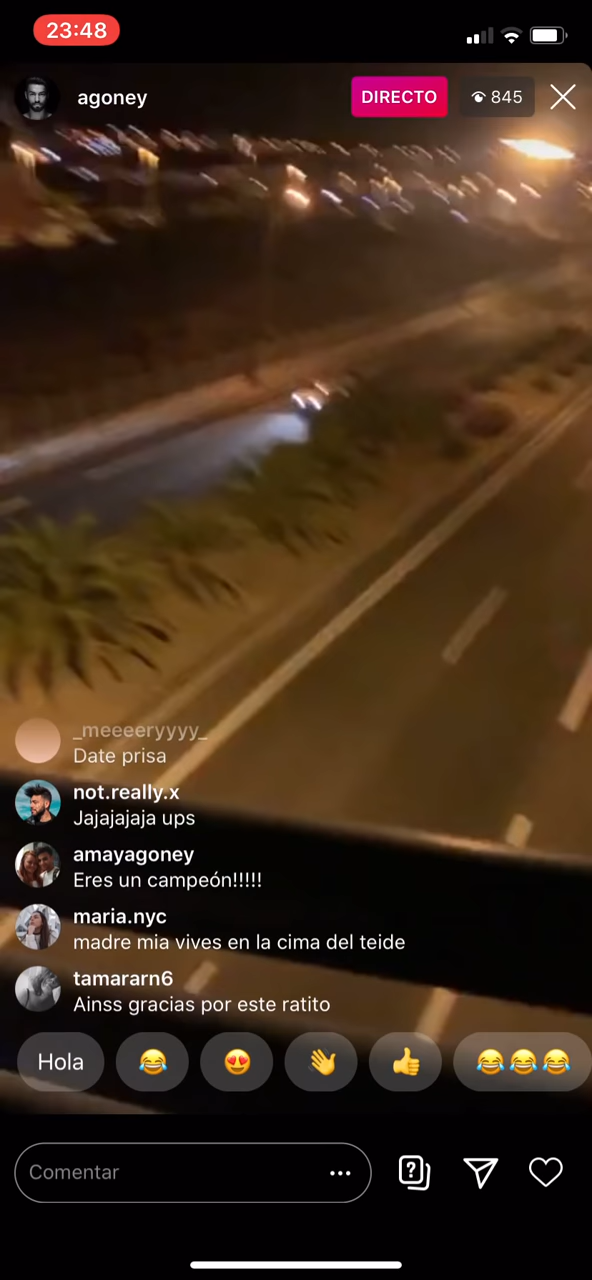 23:48
agoney
DIRECTO
845
_meeeeryyyy_
Date prisa
not.really.x
Jajajajaja ups
amayagoney
Eres un campeón!!!!!
maria.nyc
madre mia vives en la cima del teide
tamararn6
Ainss gracias por este ratito
Hola
Comentar